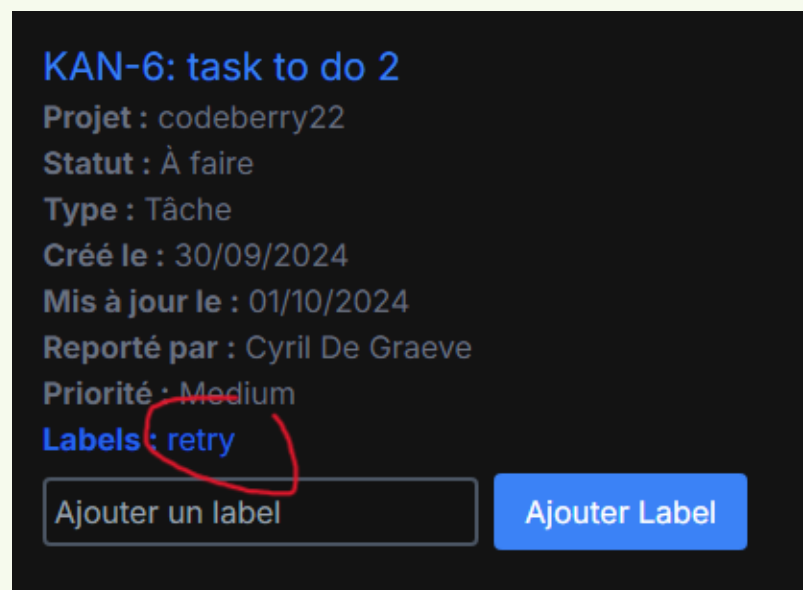 KAN-6: task to do 2
Projet : codeberry22
Statut : À faire
Type : Tâche
Créé le : 30/09/2024
Mis à jour le : 01/10/2024
Reporté par : Cyril De Graeve
Priorité : Medium
Labels : retry
Ajouter un label
Ajouter Label